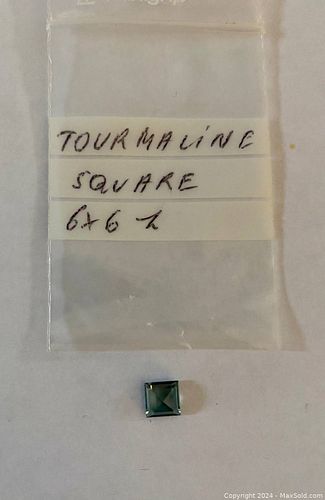 TOURMALINE
SQUARE
6x6
Copyright © 2024 - MaxSold.com